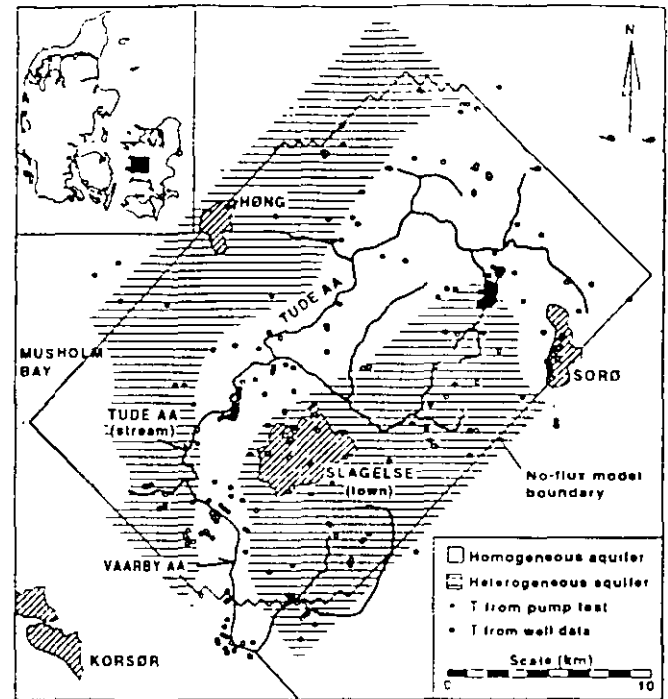 N
HØNG
TUDE AA
MUSHOLM
BAY
SORØ
TUDE AA
(stream)
SLAGELSE
(town)
No-flux model
boundary
VAARBY AA
KORSØR
Homogeneous aquifer
Heterogeneous aquifer
T from pump test
T from well data
Scale (km)
0 10